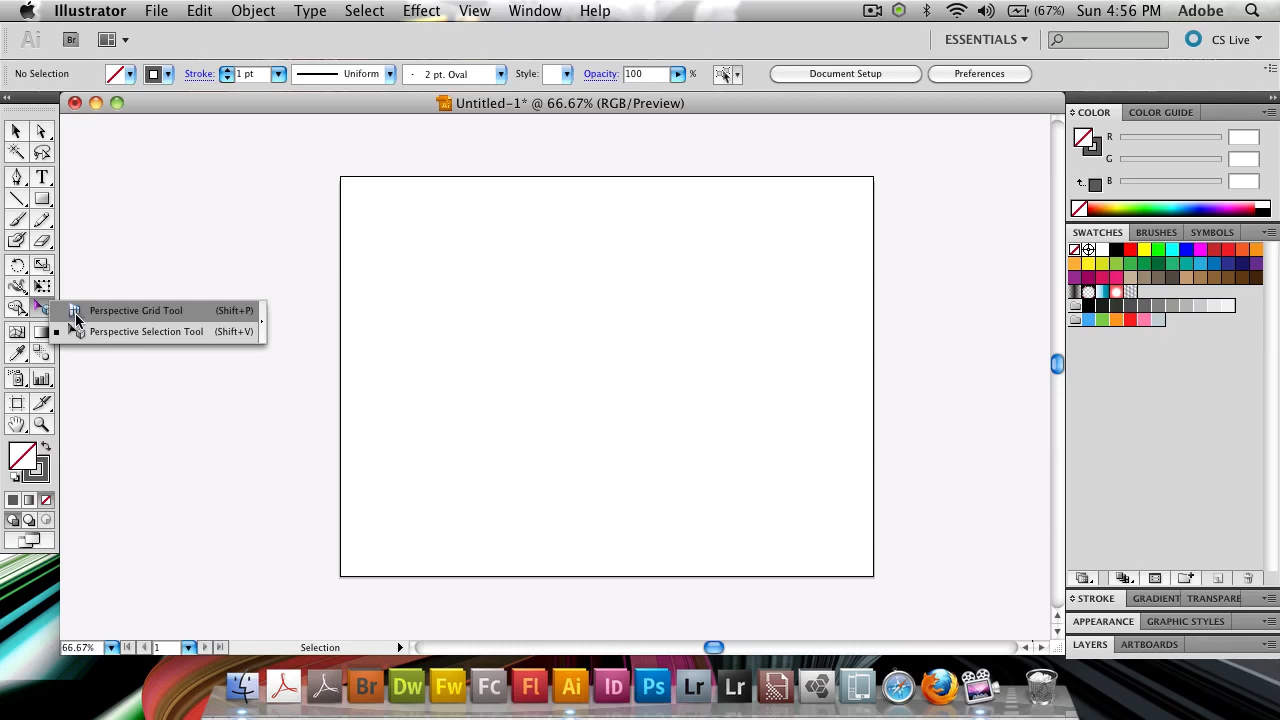 Illustrator File Edit Object Type Select Effect View Window Help (67%) Sun 4:56 PM Adobe
Ai Br ESSENTIALS CS Live
No Selection Stroke: 1 pt Uniform 2 pt. Oval Style: Opacity: 100 % Document Setup Preferences
Untitled-1* @ 66.67% (RGB/Preview)
COLOR COLOR GUIDE
R
G
B
SWATCHES BRUSHES SYMBOLS
T
Perspective Grid Tool (Shift+P)
Perspective Selection Tool (Shift+V)
STROKE GRADIENT TRANSPARE
APPEARANCE GRAPHIC STYLES
LAYERS ARTBOARDS
66.67% 1 Selection
Br Dw Fw Fc Fl Ai Id Ps Lr Lr